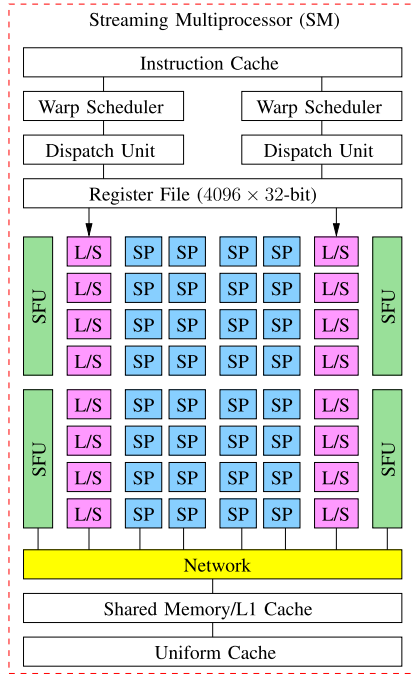 Streaming Multiprocessor (SM)
Instruction Cache
Warp Scheduler Warp Scheduler
Dispatch Unit Dispatch Unit
Register File (4096 × 32-bit)
SFU L/S SP SP SP SP L/S SFU
L/S SP SP SP SP L/S
L/S SP SP SP SP L/S
L/S SP SP SP SP L/S
SFU L/S SP SP SP SP L/S SFU
L/S SP SP SP SP L/S
L/S SP SP SP SP L/S
L/S SP SP SP SP L/S
Network
Shared Memory/L1 Cache
Uniform Cache